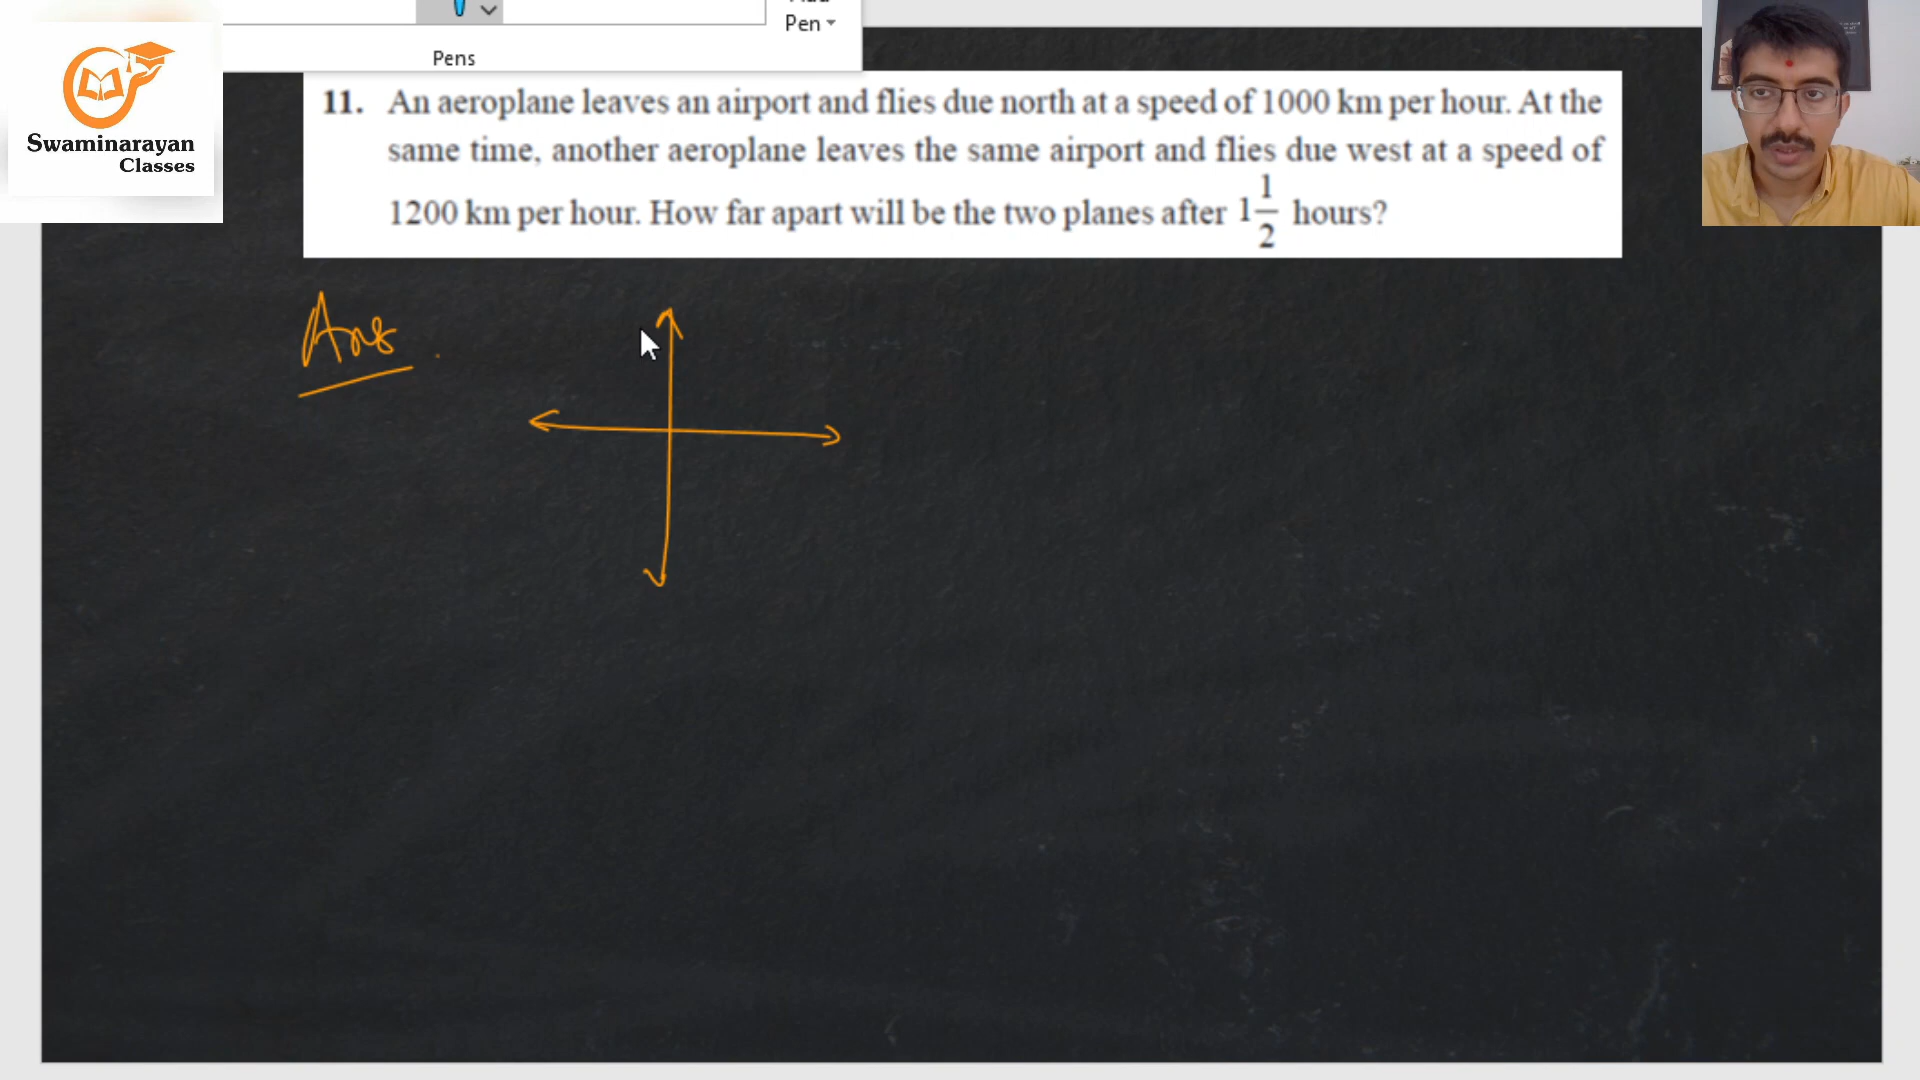 Pen
Pens
Swaminarayan
Classes
11. An aeroplane leaves an airport and flies due north at a speed of 1000 km per hour. At the
same time, another aeroplane leaves the same airport and flies due west at a speed of
1200 km per hour. How far apart will be the two planes after 1 1/2 hours?
Ans